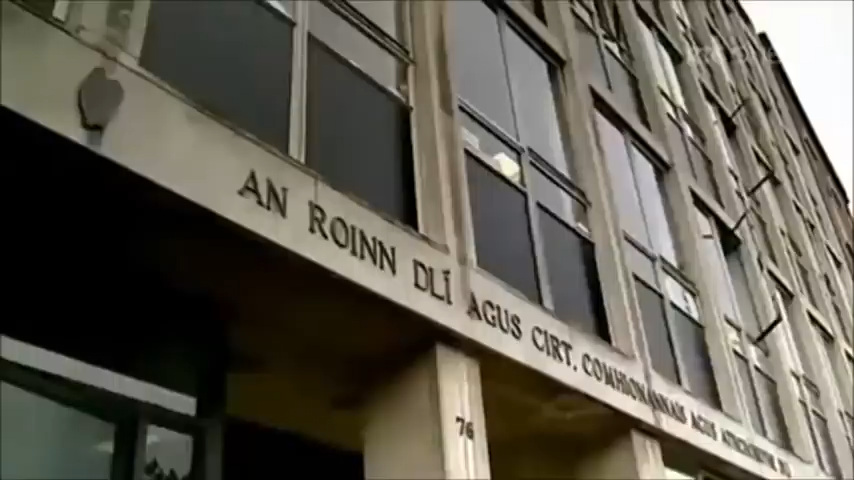 AN ROINN DLÍ AGUS CIRT, COMHIONANNAIS AGUS
76